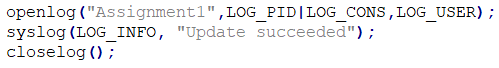 openlog("Assignment1",LOG_PID|LOG_CONS,LOG_USER);
syslog(LOG_INFO, "Update succeeded");
closelog();